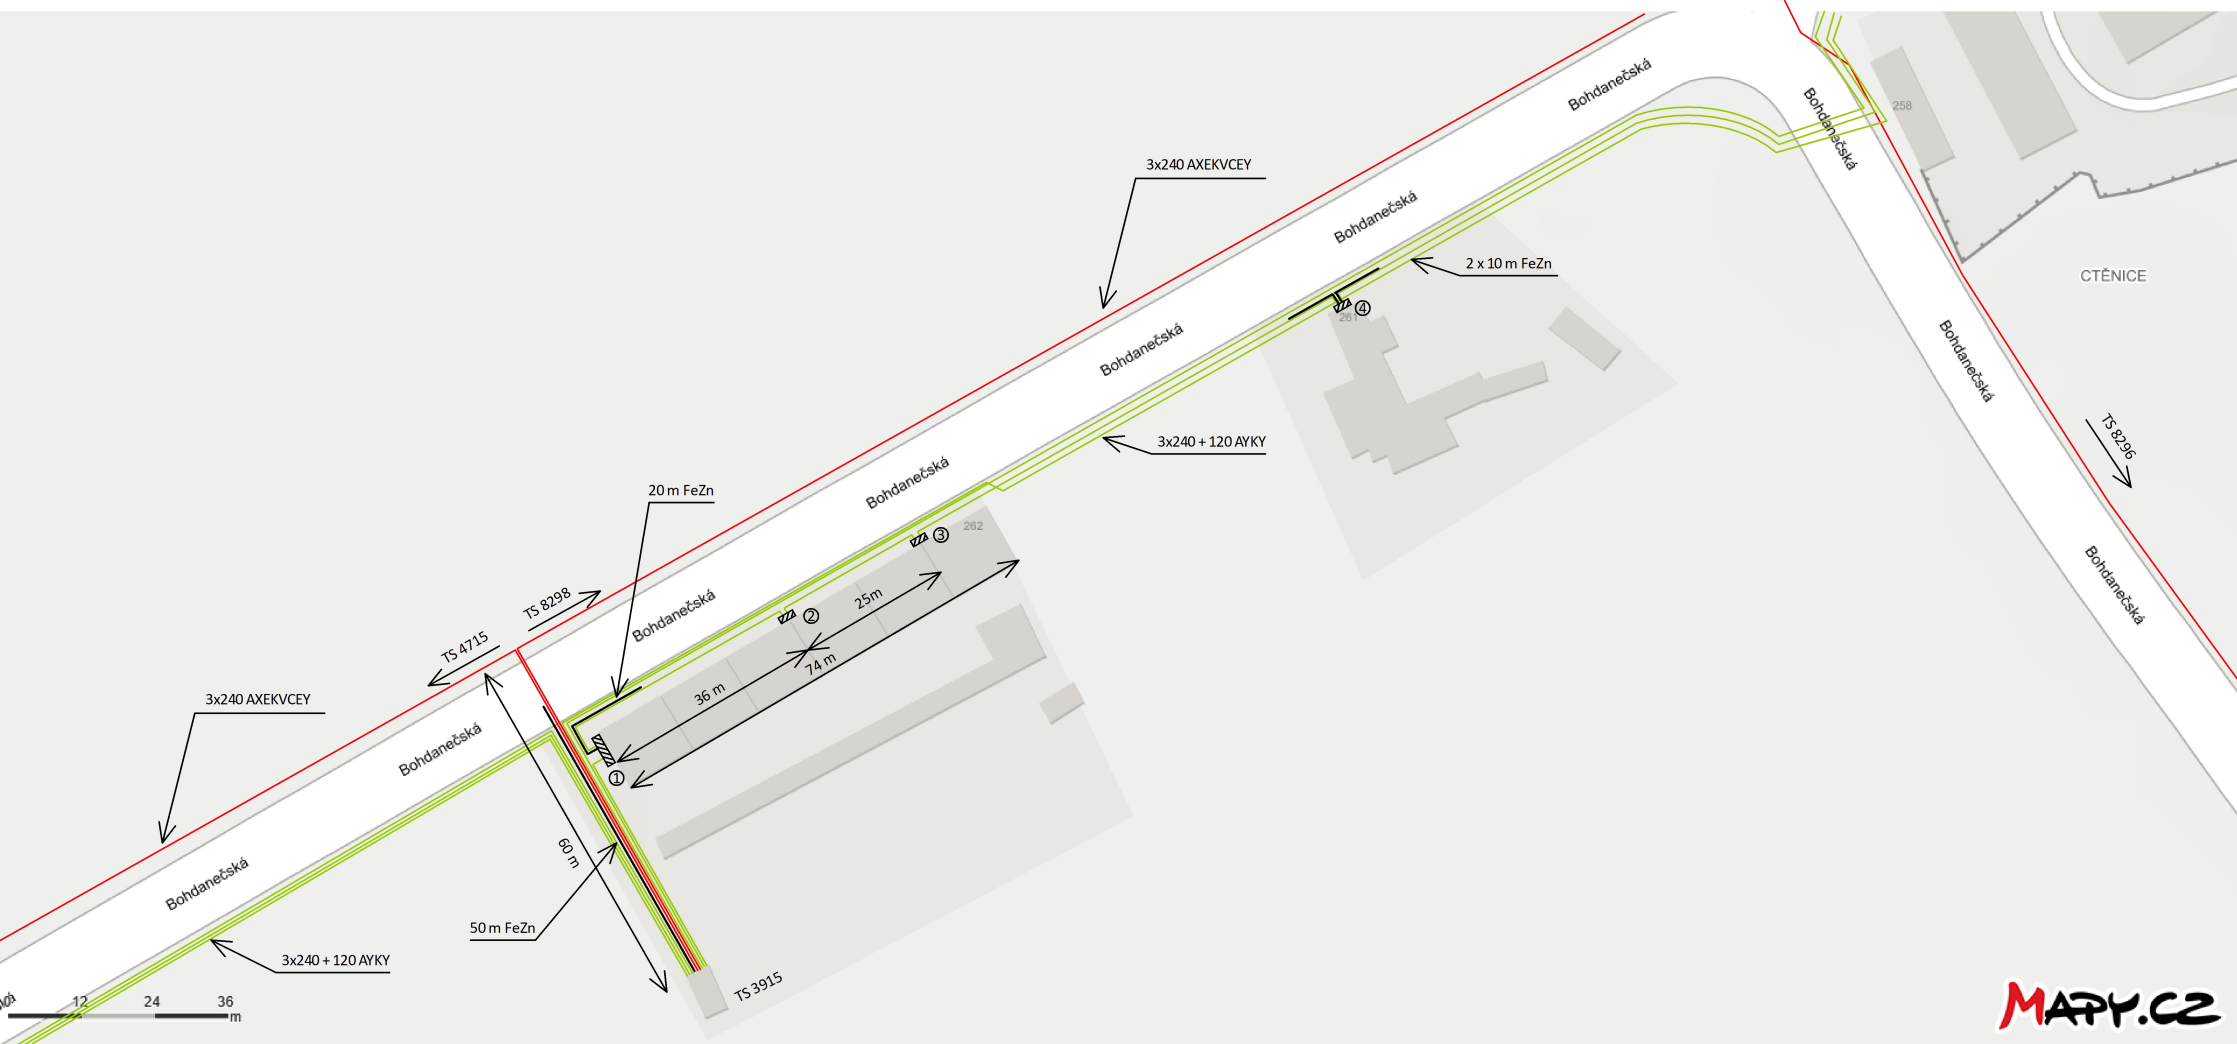 Bohdanečská
Bohdanečská
258
3x240 AXEKVCEY
Bohdanečská
2 x 10 m FeZn
CTĚNICE
④
261
Bohdanečská
Bohdanečská
3x240 + 120 AYKY
TS 8296
Bohdanečská
20 m FeZn
262
③
Bohdanečská
TS 8298
25m
②
Bohdanečská
TS 4715
74 m
36 m
3x240 AXEKVCEY
Bohdanečská
①
60 m
Bohdanečská
50 m FeZn
3x240 + 120 AYKY
TS 3915
12 24 36
m
MAPY.CZ